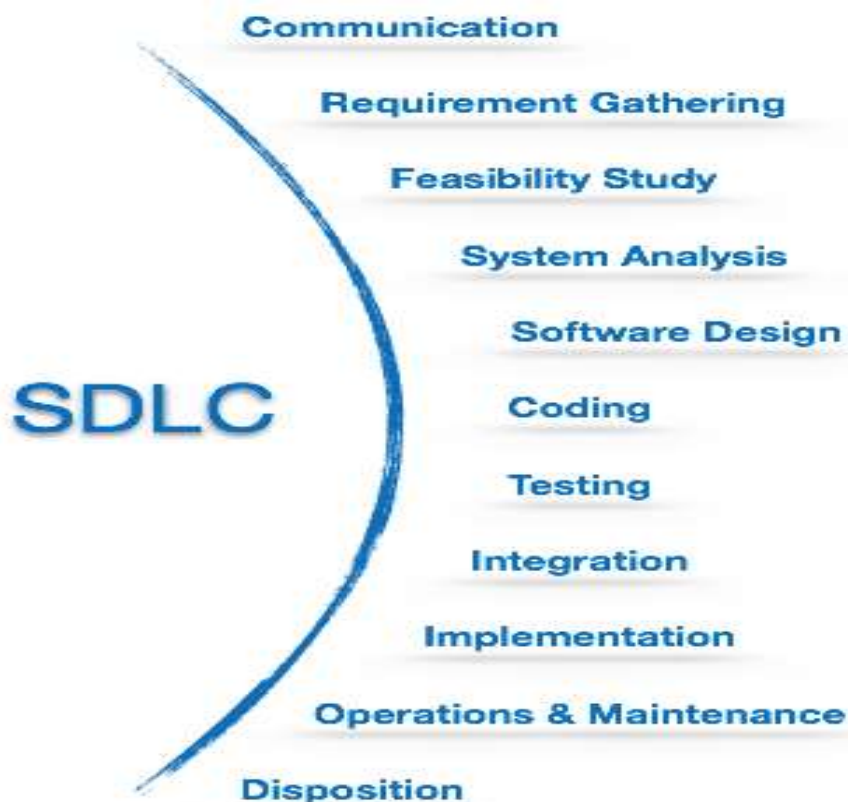 Communication
Requirement Gathering
Feasibility Study
System Analysis
Software Design
SDLC
Coding
Testing
Integration
Implementation
Operations & Maintenance
Disposition